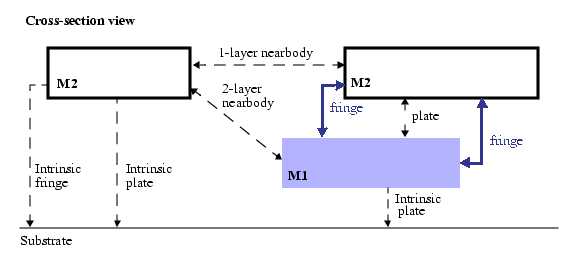 Cross-section view
1-layer nearbody
M2
2-layer
nearbody
M2
fringe
plate
fringe
Intrinsic
fringe
Intrinsic
plate
M1
Intrinsic
plate
Substrate